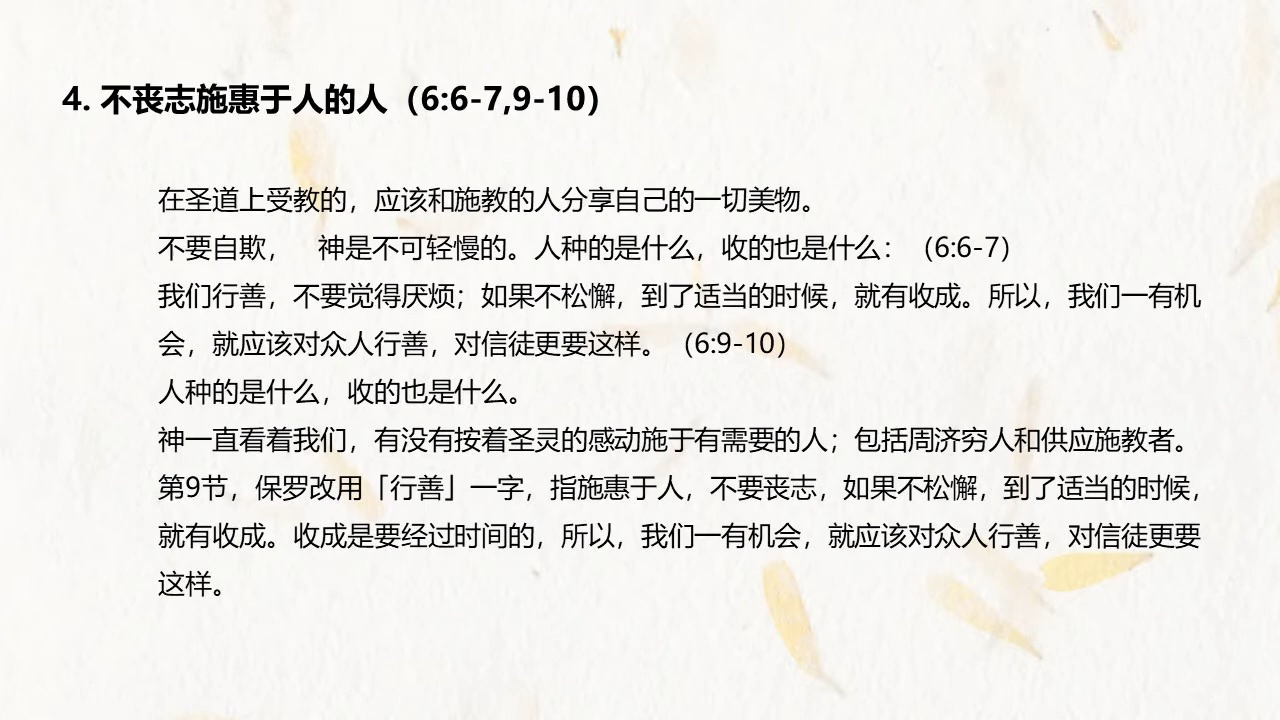 4. 不丧志施惠于人的人（6:6-7,9-10）
在圣道上受教的，应该和施教的人分享自己的一切美物。
不要自欺，　神是不可轻慢的。人种的是什么，收的也是什么：（6:6-7）
我们行善，不要觉得厌烦；如果不松懈，到了适当的时候，就有收成。所以，我们一有机
会，就应该对众人行善，对信徒更要这样。（6:9-10）
人种的是什么，收的也是什么。
神一直看着我们，有没有按着圣灵的感动施于有需要的人；包括周济穷人和供应施教者。
第9节，保罗改用「行善」一字，指施惠于人，不要丧志，如果不松懈，到了适当的时候，
就有收成。收成是要经过时间的，所以，我们一有机会，就应该对众人行善，对信徒更要
这样。